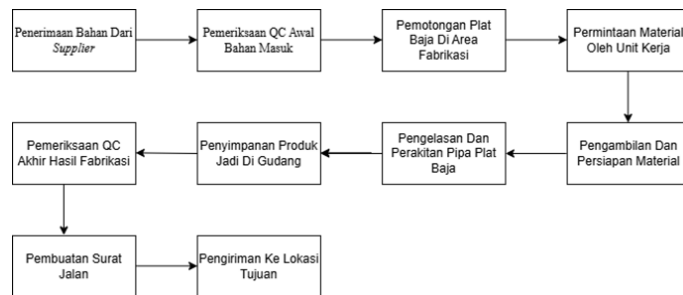 Penerimaan Bahan Dari
Supplier
Pemeriksaan QC Awal
Bahan Masuk
Pemotongan Plat
Baja Di Area
Fabrikasi
Permintaan Material
Oleh Unit Kerja
Pengambilan Dan
Persiapan Material
Pengelasan Dan
Perakitan Pipa Plat
Baja
Penyimpanan Produk
Jadi Di Gudang
Pemeriksaan QC
Akhir Hasil Fabrikasi
Pembuatan Surat
Jalan
Pengiriman Ke Lokasi
Tujuan